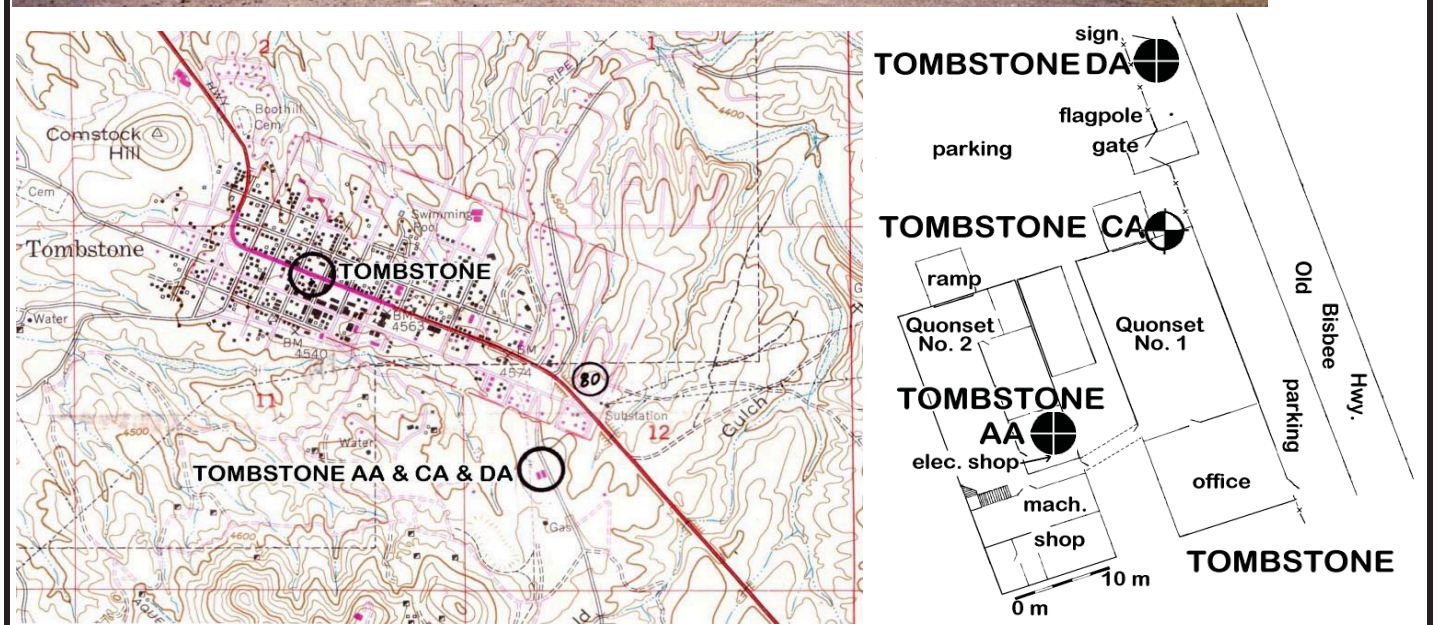 2
1
HWY
PIPE
4400
Boothill
Cem
Comstock
Hill
Cem
4500
Swimming
Pool
Tombstone
TOMBSTONE
Water
BM
4563
BM
4540
BM
4574
80
11
Substation
12
Gulch
4500
Water
TOMBSTONE AA & CA & DA
Gas
4600
sign
TOMBSTONE DA
flagpole
gate
parking
TOMBSTONE CA
ramp
Quonset
No. 2
Quonset
No. 1
Old Bisbee Hwy.
parking
TOMBSTONE
AA
elec. shop
office
mach.
shop
TOMBSTONE
10 m
0 m